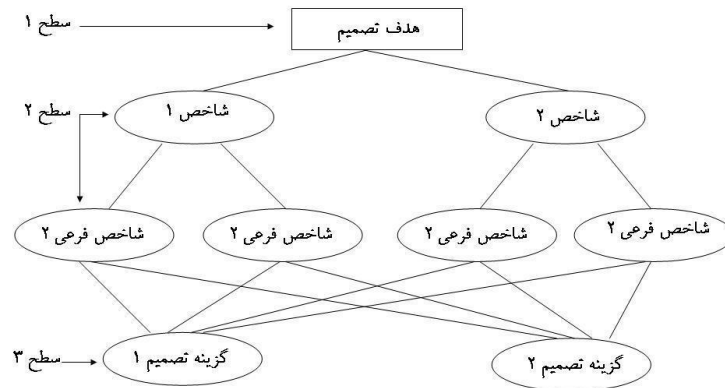 سطح ۱
هدف تصمیم
سطح ۲
شاخص ۱
شاخص ۲
شاخص فرعی ۲
شاخص فرعی ۲
شاخص فرعی ۲
شاخص فرعی ۲
سطح ۳
گزینه تصمیم ۱
گزینه تصمیم ۲